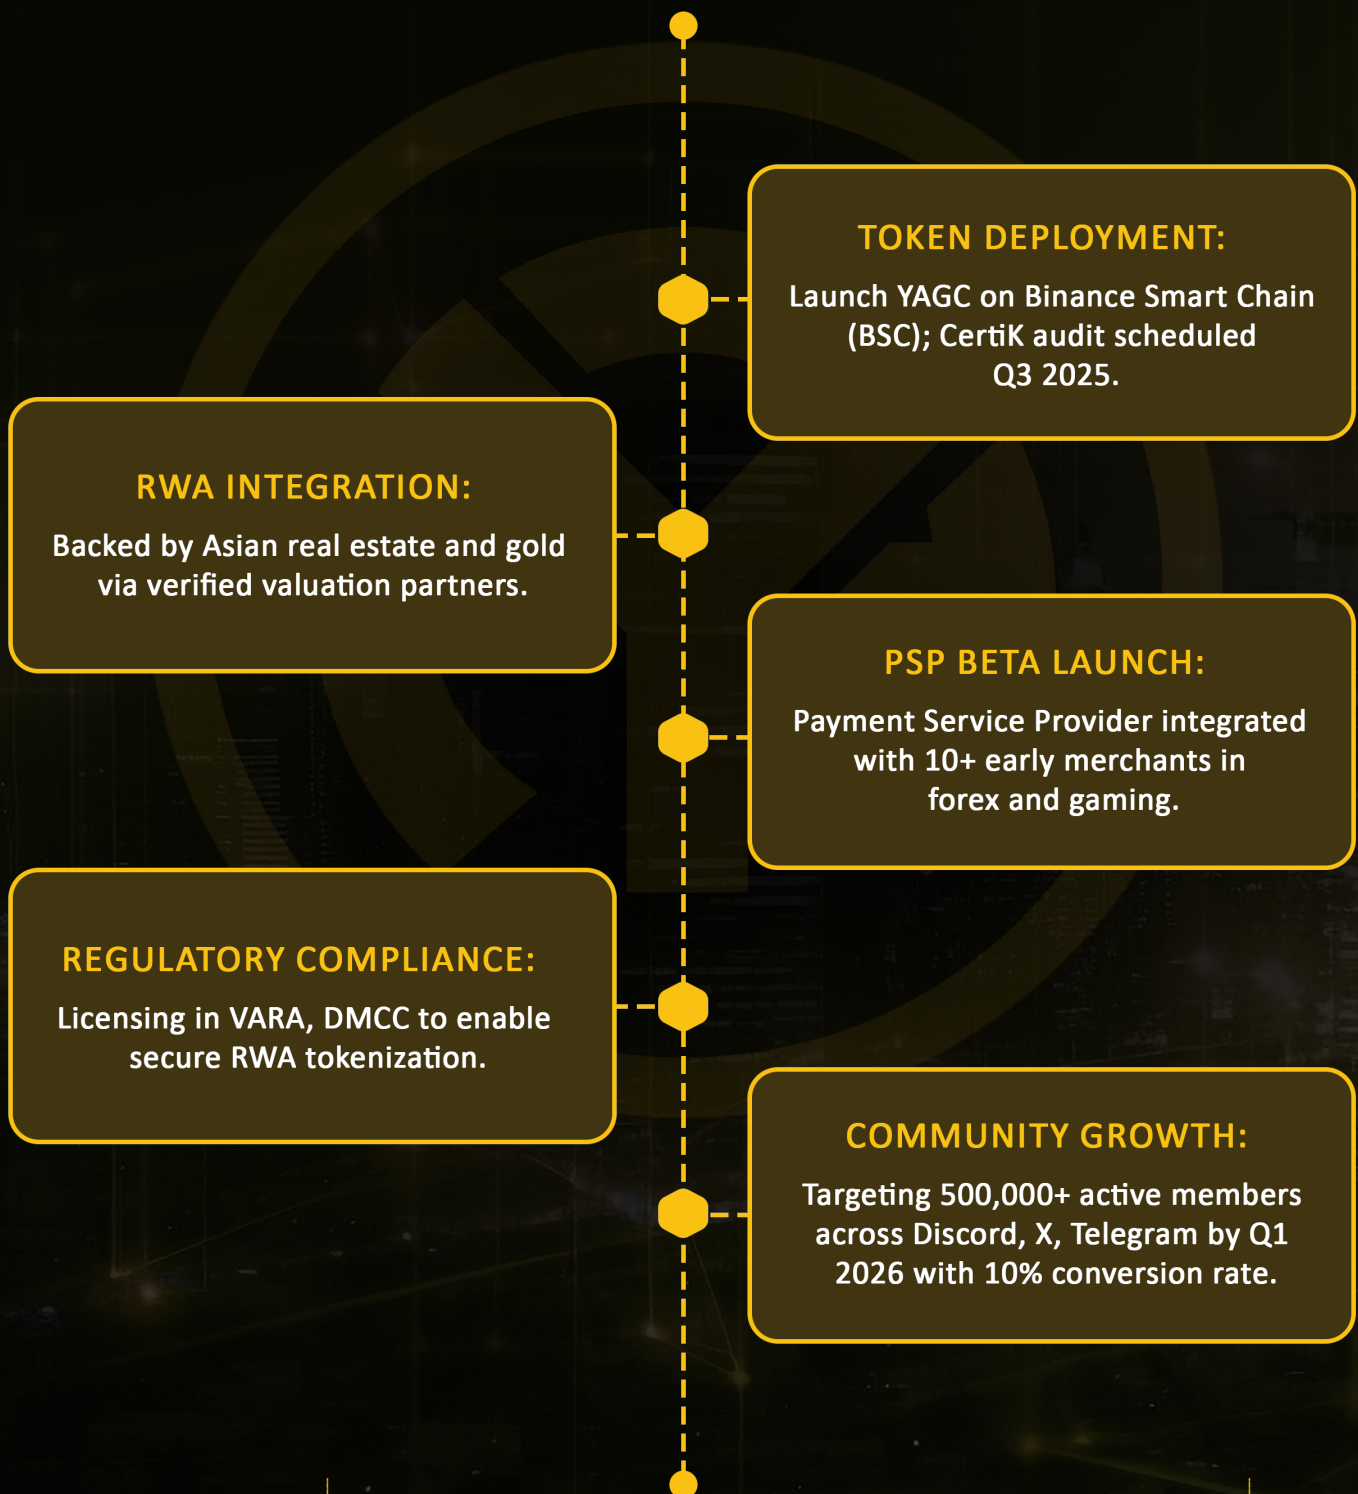 TOKEN DEPLOYMENT:
Launch YAGC on Binance Smart Chain
(BSC); CertiK audit scheduled
Q3 2025.
RWA INTEGRATION:
Backed by Asian real estate and gold
via verified valuation partners.
PSP BETA LAUNCH:
Payment Service Provider integrated
with 10+ early merchants in
forex and gaming.
REGULATORY COMPLIANCE:
Licensing in VARA, DMCC to enable
secure RWA tokenization.
COMMUNITY GROWTH:
Targeting 500,000+ active members
across Discord, X, Telegram by Q1
2026 with 10% conversion rate.